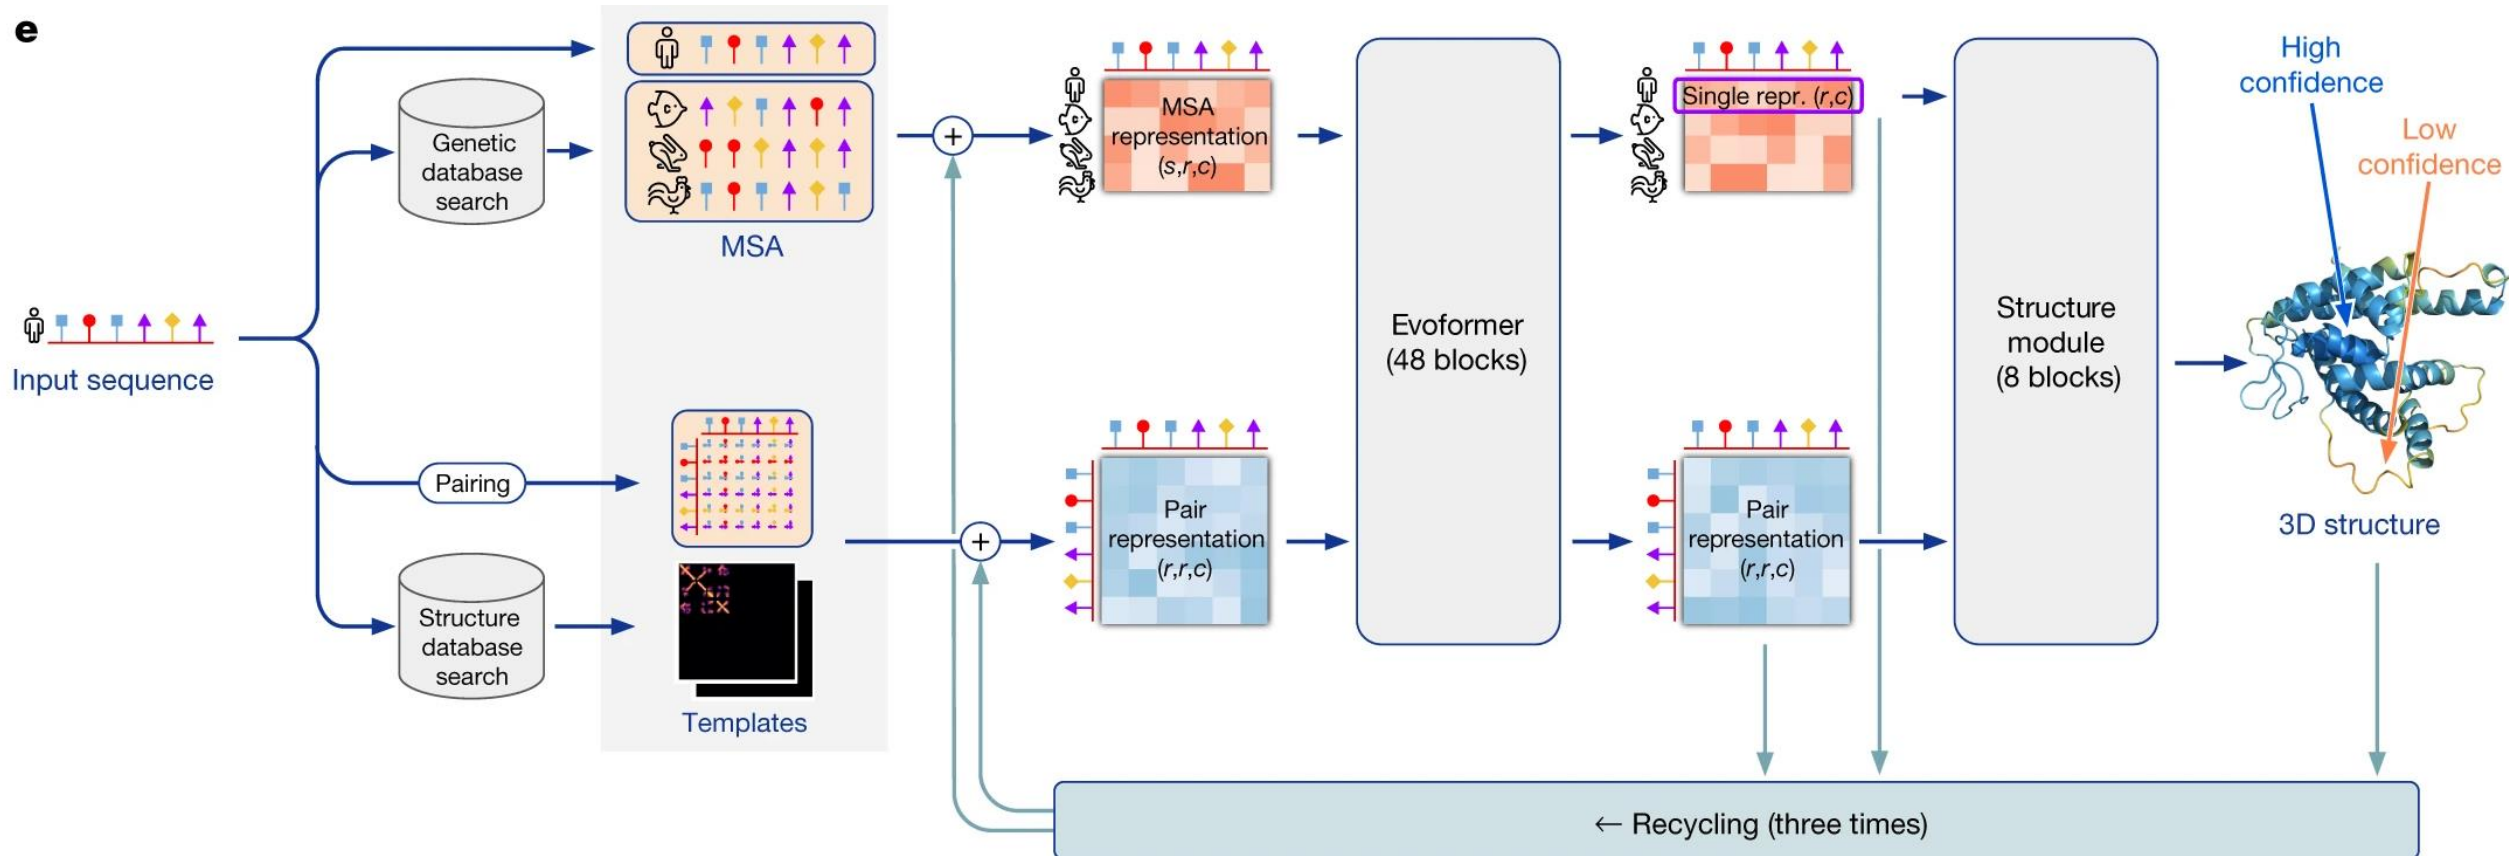 e
Input sequence
Genetic
database
search
Pairing
Structure
database
search
MSA
Templates
+
+
MSA
representation
(s,r,c)
Pair
representation
(r,r,c)
Evoformer
(48 blocks)
Single repr. (r,c)
Pair
representation
(r,r,c)
Structure
module
(8 blocks)
High
confidence
Low
confidence
3D structure
← Recycling (three times)